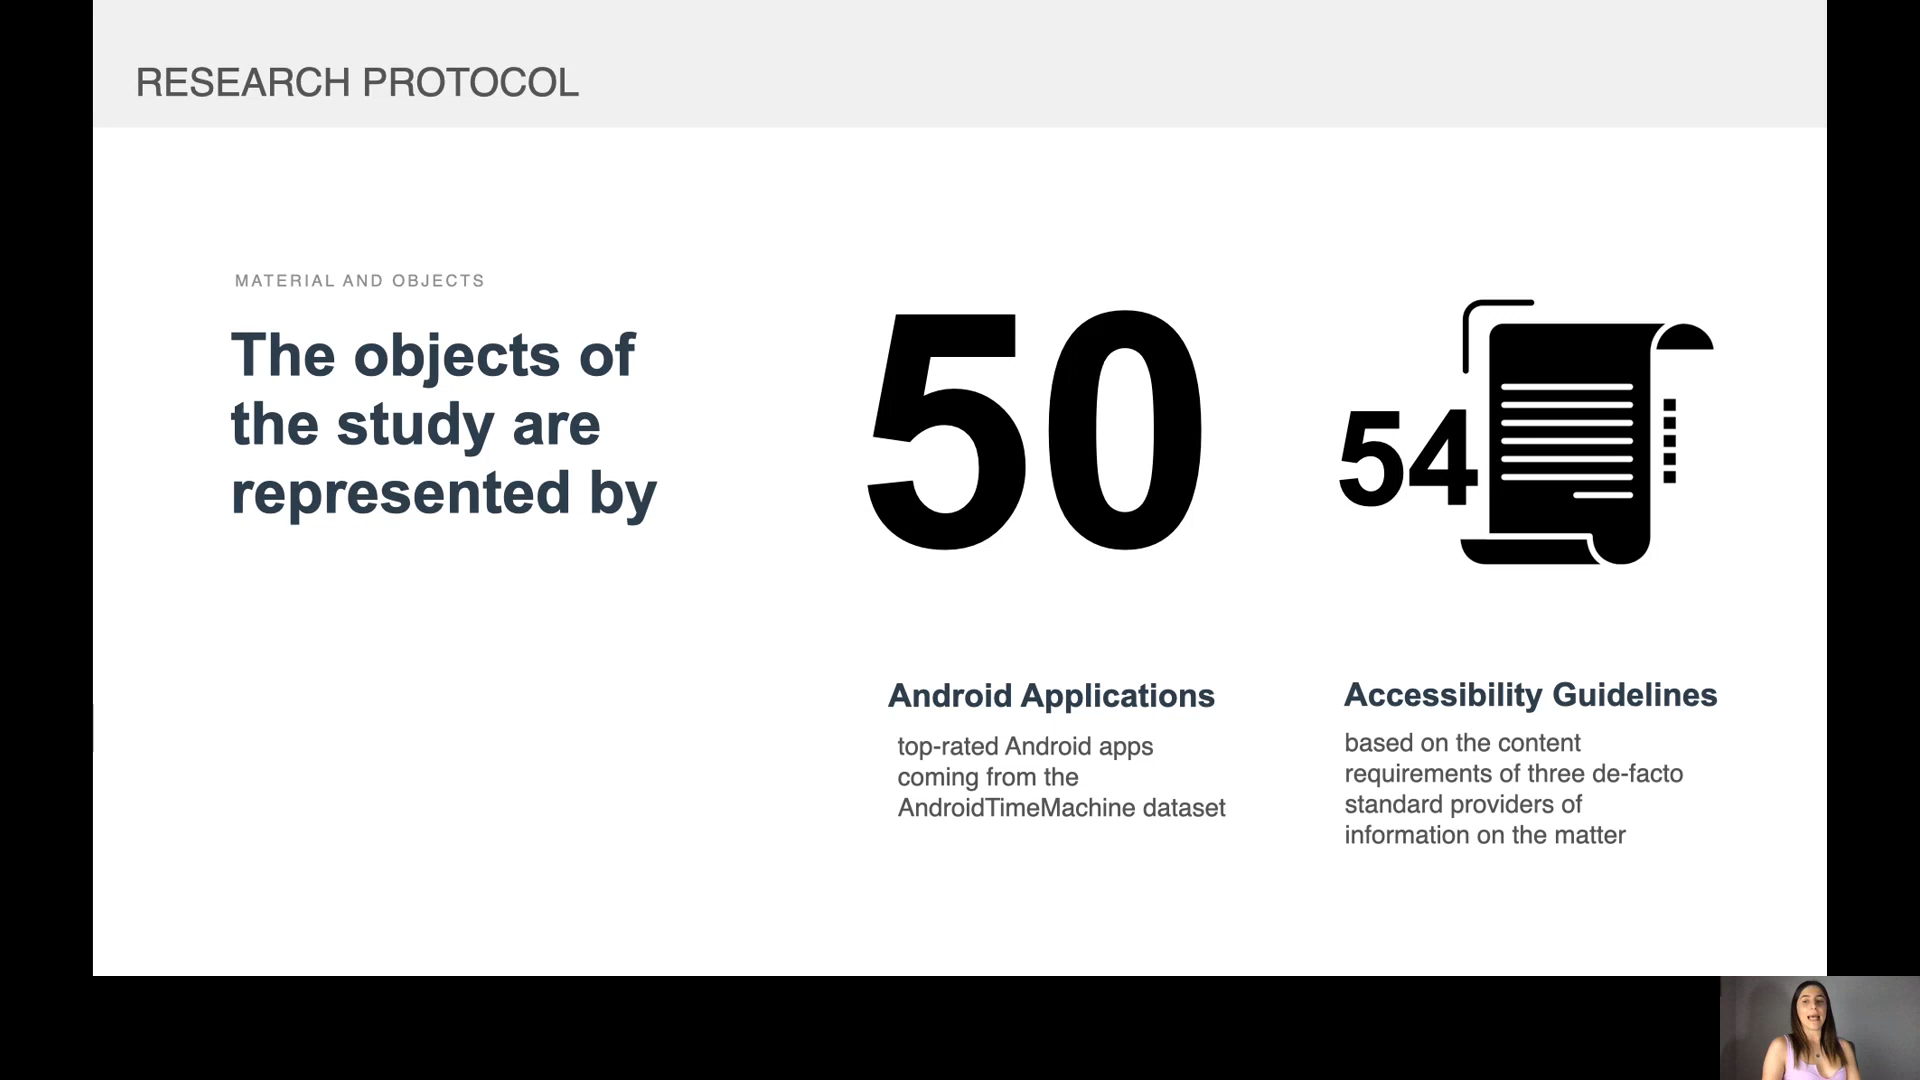 RESEARCH PROTOCOL
MATERIAL AND OBJECTS
The objects of
the study are
represented by
50
54
Android Applications
top-rated Android apps
coming from the
AndroidTimeMachine dataset
Accessibility Guidelines
based on the content
requirements of three de-facto
standard providers of
information on the matter